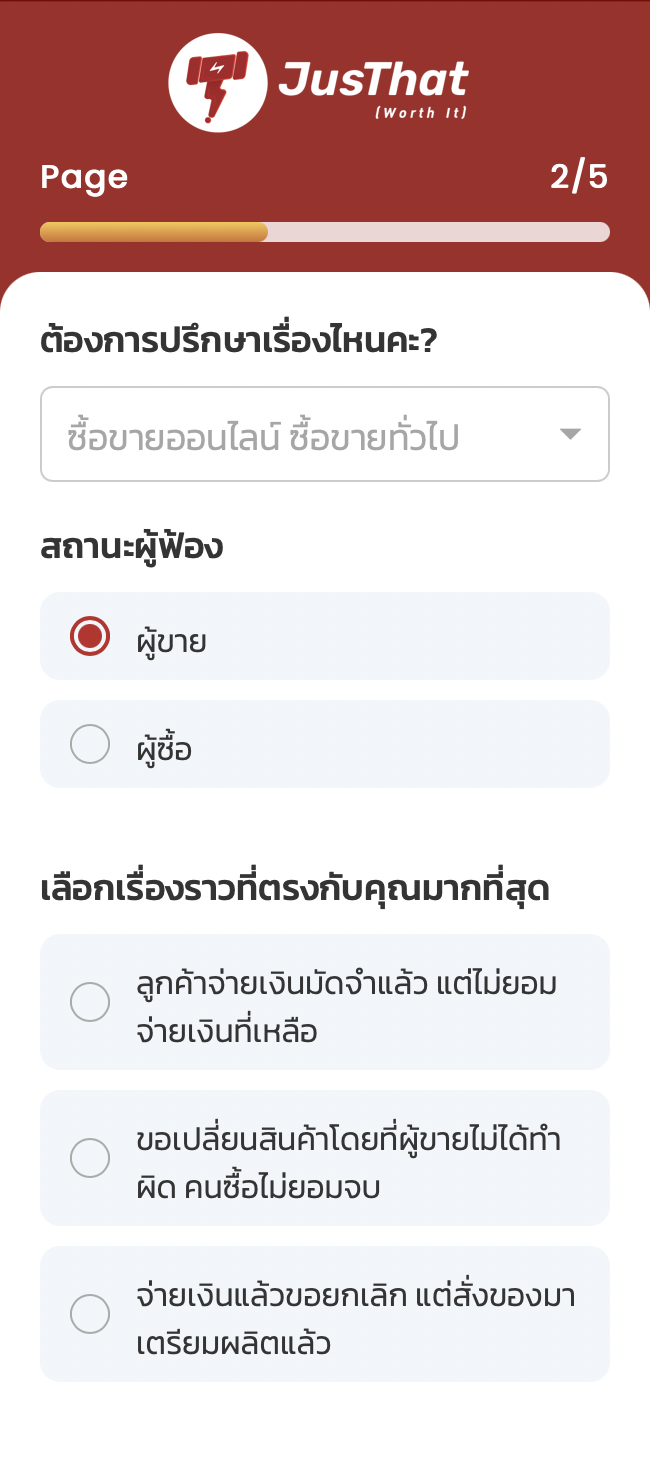 JusThat
(Worth It)
Page 2/5
ต้องการปรึกษาเรื่องไหนคะ?
ซื้อขายออนไลน์ ซื้อขายทั่วไป
สถานะผู้ฟ้อง
ผู้ขาย
ผู้ซื้อ
เลือกเรื่องราวที่ตรงกับคุณมากที่สุด
ลูกค้าจ่ายเงินมัดจำแล้ว แต่ไม่ยอม
จ่ายเงินที่เหลือ
ขอเปลี่ยนสินค้าโดยที่ผู้ขายไม่ได้ทำ
ผิด คนซื้อไม่ยอมจบ
จ่ายเงินแล้วขอยกเลิก แต่สั่งของมา
เตรียมผลิตแล้ว